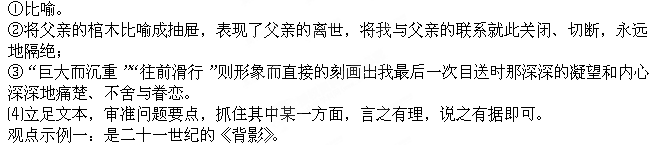 ①比喻。
②将父亲的棺木比喻成抽屉，表现了父亲的离世，将我与父亲的联系就此关闭、切断，永远
地隔绝；
③“巨大而沉重”“往前滑行”则形象而直接的刻画出我最后一次目送时那深深的凝望和内心
深深地痛楚、不舍与眷恋。
⑷立足文本，审准问题要点，抓住其中某一方面，言之有理，说之有据即可。
观点示例一：是二十一世纪的《背影》。